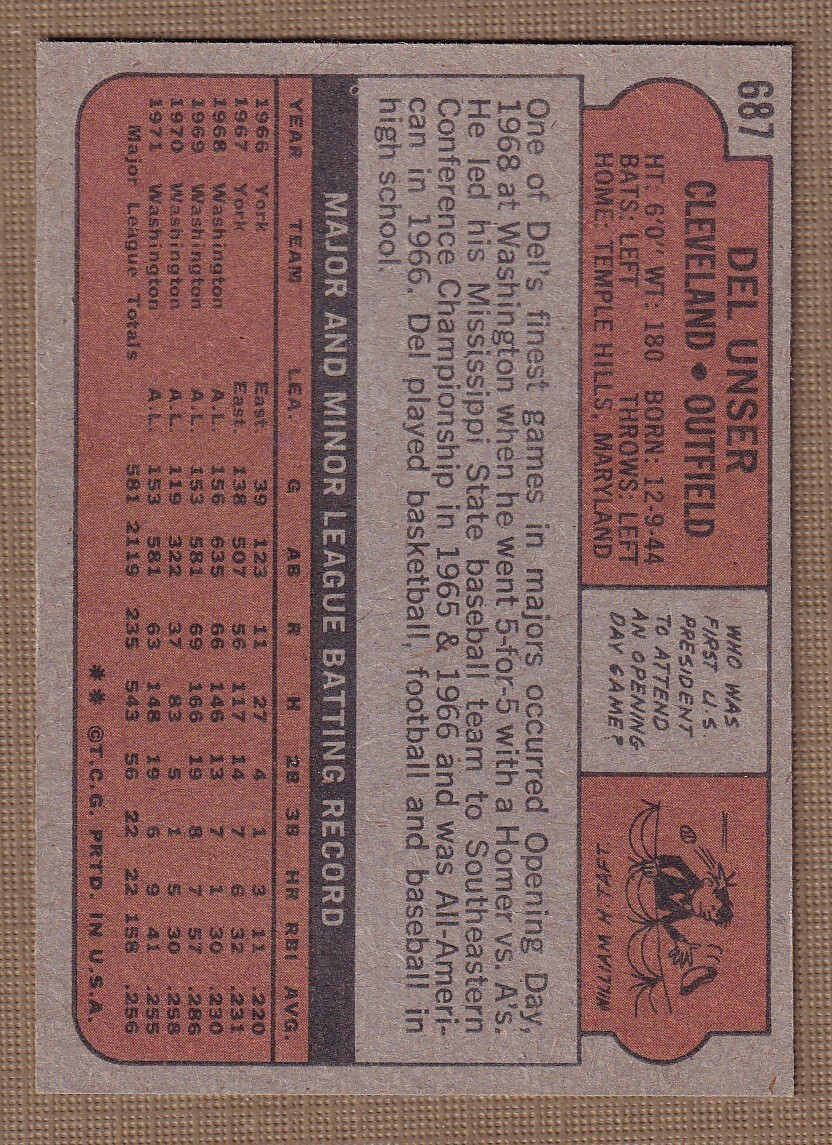 687
DEL UNSER
CLEVELAND • OUTFIELD
HT: 6'0" WT: 180 BORN: 12-9-44
BATS: LEFT THROWS: LEFT
HOME: TEMPLE HILLS, MARYLAND
WHO WAS
FIRST U.S
PRESIDENT
TO ATTEND
AN OPENING
DAY GAME?
WILLIAM H TAFT
One of Del's finest games in majors occurred Opening Day,
1968 at Washington when he went 5-for-5 with a Homer vs. A's.
He led his Mississippi State baseball team to Southeastern
Conference Championship in 1965 & 1966 and was All-Ameri-
can in 1966. Del played basketball, football and baseball in
high school.
MAJOR AND MINOR LEAGUE BATTING RECORD
YEAR TEAM LEA. G AB R H 2B 3B HR RBI AVG.
1966 York East. 39 123 11 27 4 1 3 11 .220
1967 York East. 138 507 56 117 14 7 6 32 .231
1968 Washington A.L. 156 635 66 146 13 7 1 30 .230
1969 Washington A.L. 153 581 69 166 19 8 7 57 .286
1970 Washington A.L. 119 322 37 83 5 1 5 30 .258
1971 Washington A.L. 153 581 63 148 19 6 9 41 .255
Major League Totals 581 2119 235 543 56 22 22 158 .256
** ©T.C.G. PRTD. IN U.S.A.